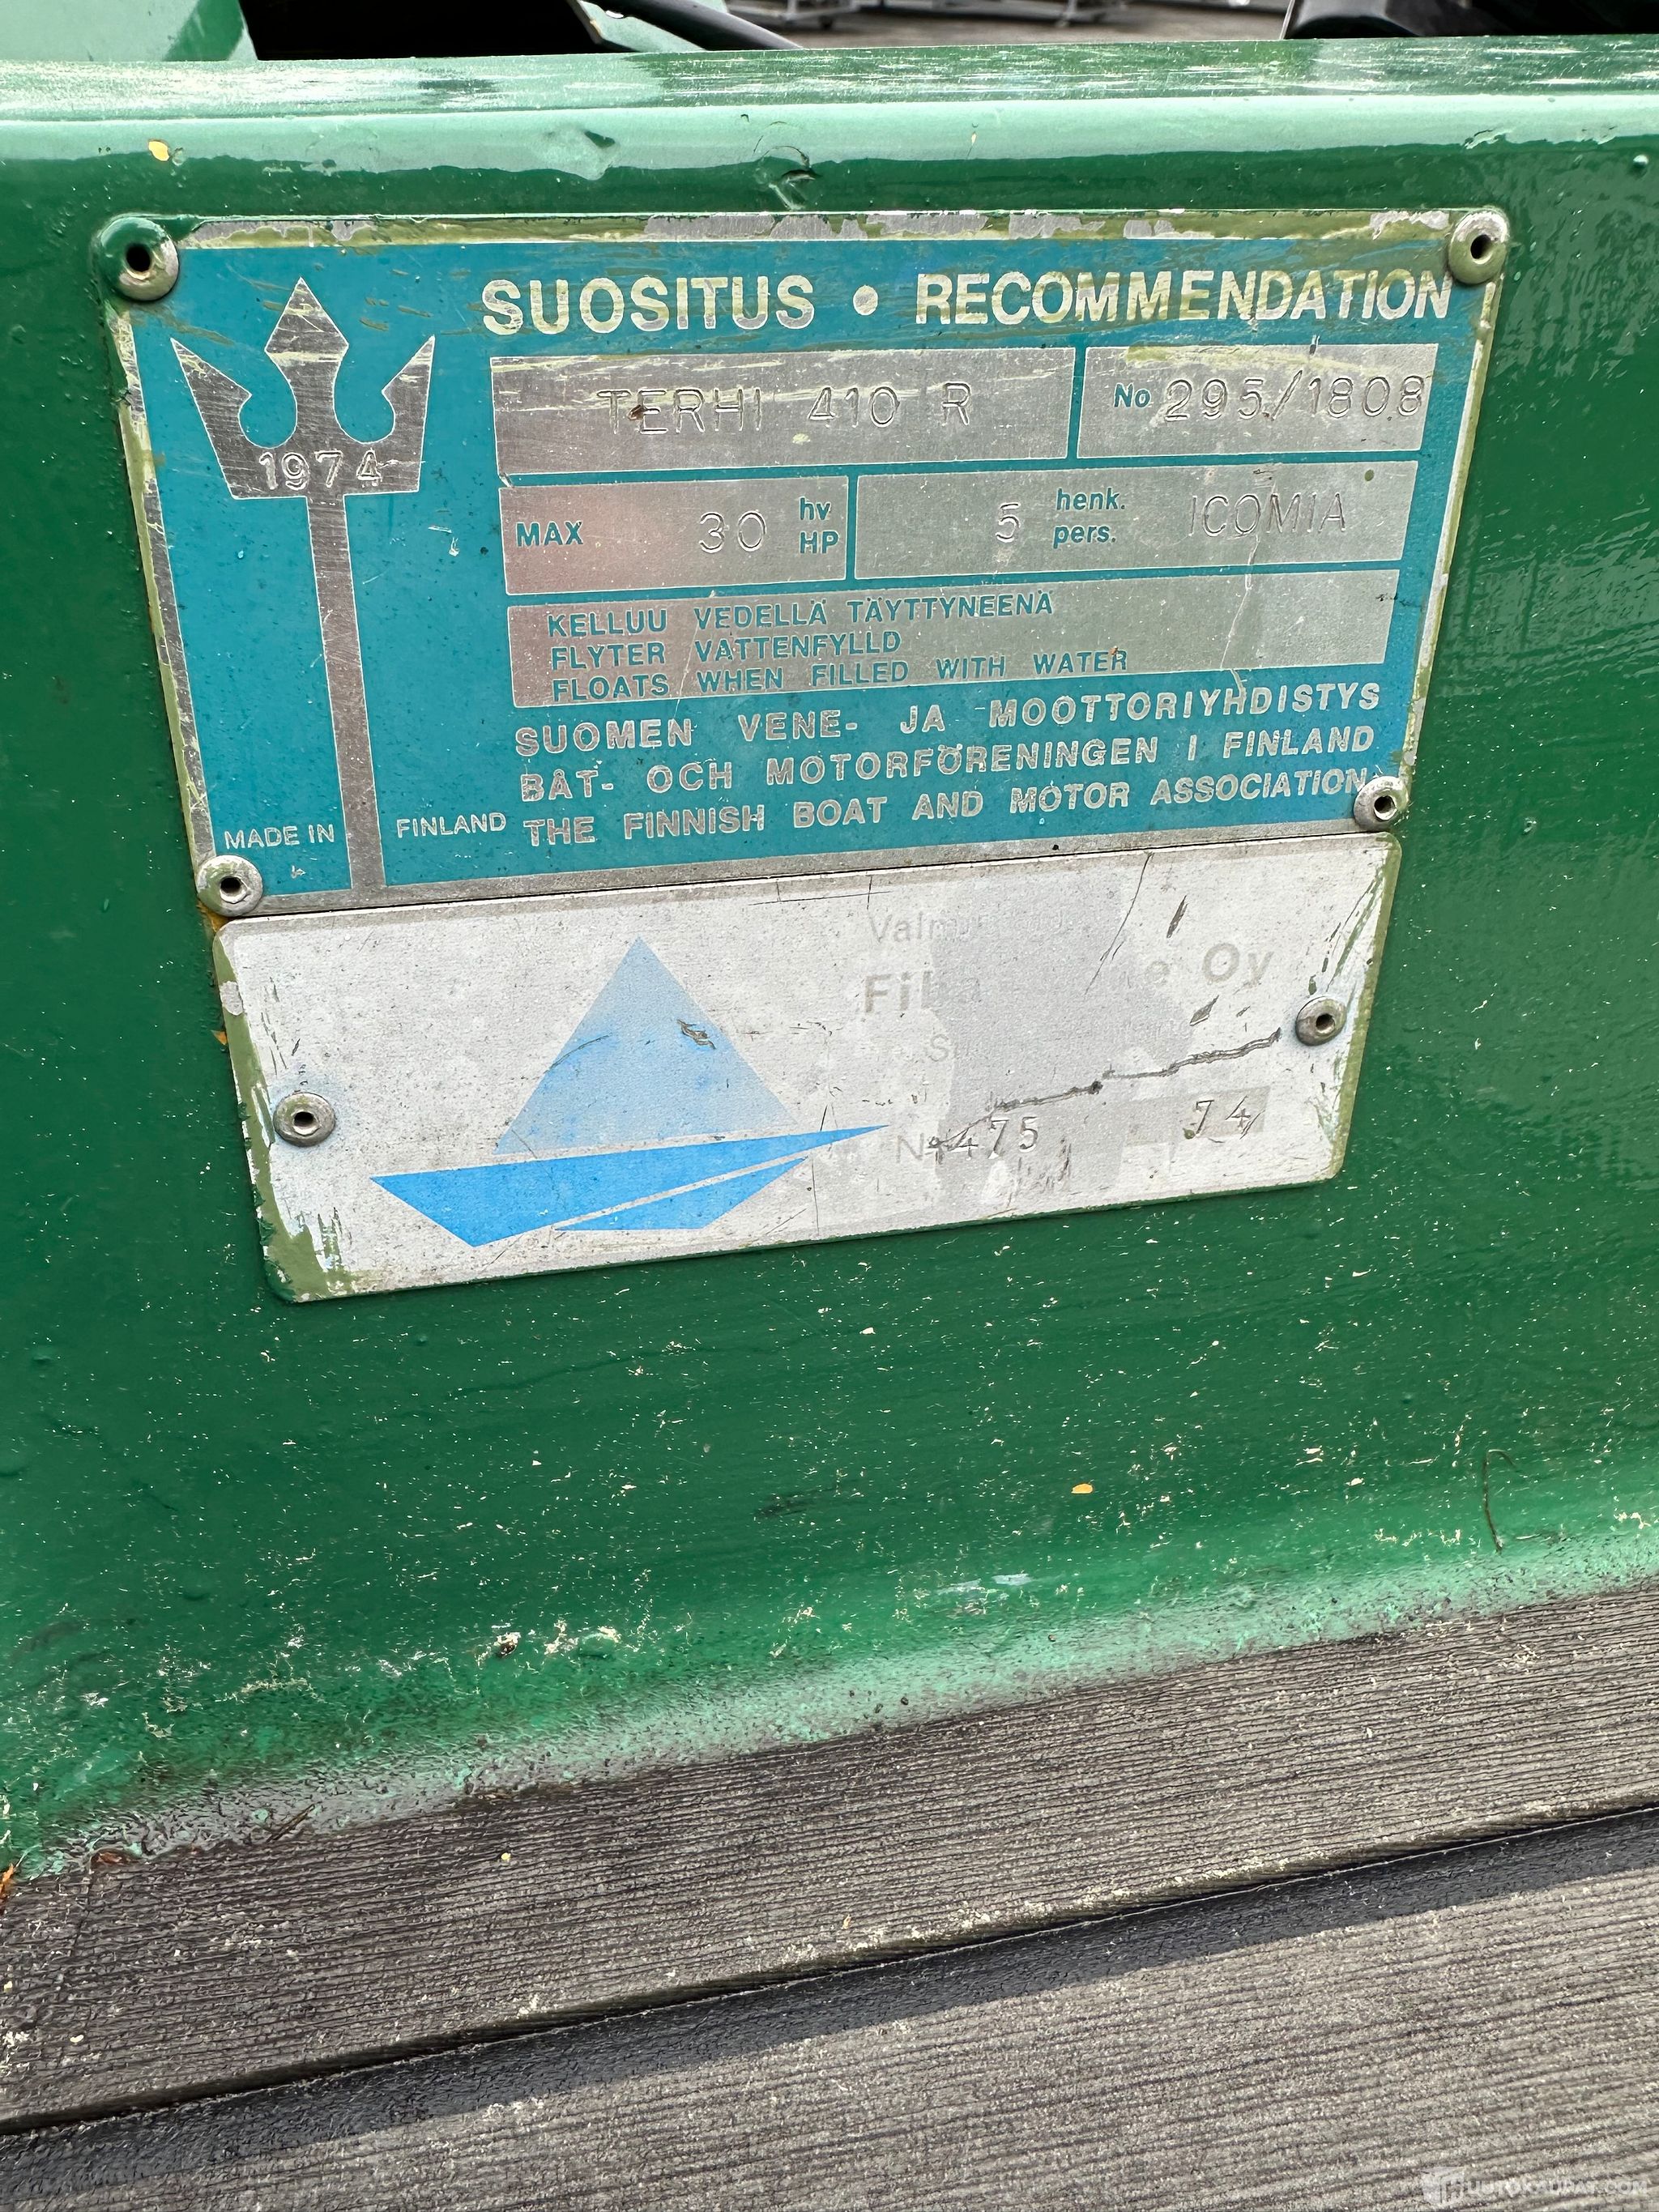 SUOSITUS • RECOMMENDATION
TERHI 410 R No 295/1808
1974
MAX 30 hv HP 5 henk. pers. ICOMIA
KELLUU VEDELLÄ TÄYTTYNEENÄ
FLYTER VATTENFYLLD
FLOATS WHEN FILLED WITH WATER
SUOMEN VENE- JA MOOTTORIYHDISTYS
BÅT- OCH MOTORFÖRENINGEN I FINLAND
THE FINNISH BOAT AND MOTOR ASSOCIATION
MADE IN FINLAND
Oy
475 74